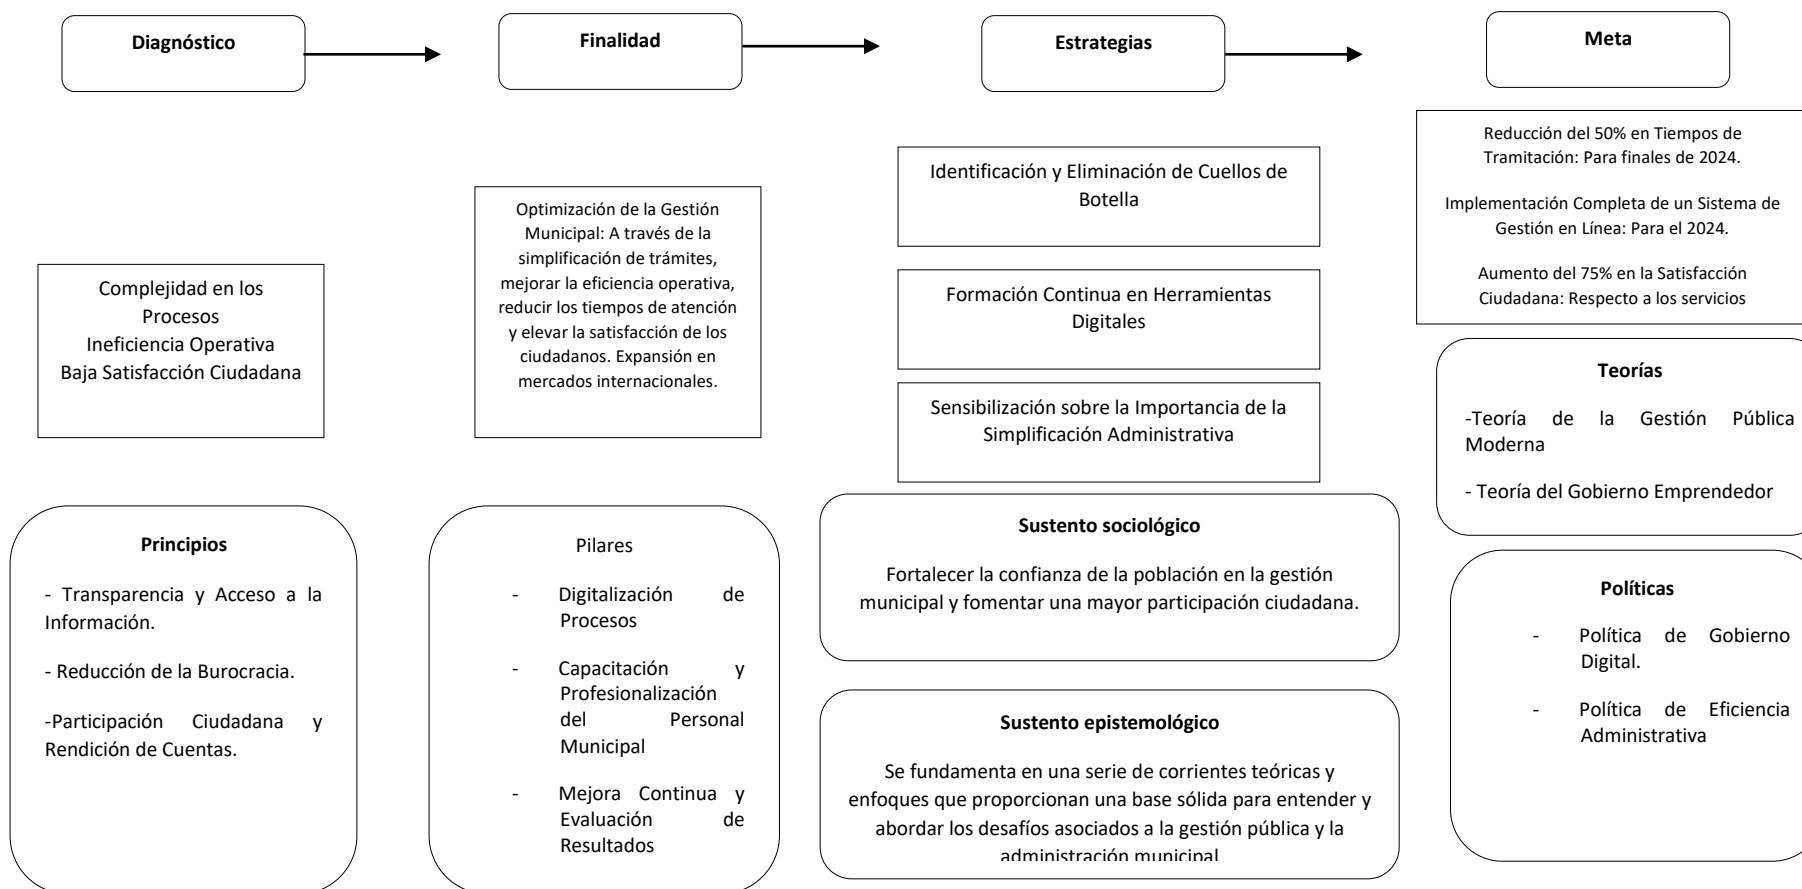 Diagnóstico
Finalidad
Estrategias
Meta
Complejidad en los
Procesos
Ineficiencia Operativa
Baja Satisfacción Ciudadana
Optimización de la Gestión
Municipal: A través de la
simplificación de trámites,
mejorar la eficiencia operativa,
reducir los tiempos de atención
y elevar la satisfacción de los
ciudadanos. Expansión en
mercados internacionales.
Identificación y Eliminación de Cuellos de
Botella
Formación Continua en Herramientas
Digitales
Sensibilización sobre la Importancia de la
Simplificación Administrativa
Reducción del 50% en Tiempos de
Tramitación: Para finales de 2024.
Implementación Completa de un Sistema de
Gestión en Línea: Para el 2024.
Aumento del 75% en la Satisfacción
Ciudadana: Respecto a los servicios
Principios
- Transparencia y Acceso a la
Información.
- Reducción de la Burocracia.
-Participación Ciudadana y
Rendición de Cuentas.
Pilares
- Digitalización de
Procesos
- Capacitación y
Profesionalización
del Personal
Municipal
- Mejora Continua y
Evaluación de
Resultados
Sustento sociológico
Fortalecer la confianza de la población en la gestión
municipal y fomentar una mayor participación ciudadana.
Sustento epistemológico
Se fundamenta en una serie de corrientes teóricas y
enfoques que proporcionan una base sólida para entender y
abordar los desafíos asociados a la gestión pública y la
administración municipal
Teorías
-Teoría de la Gestión Pública
Moderna
- Teoría del Gobierno Emprendedor
Políticas
- Política de Gobierno
Digital.
- Política de Eficiencia
Administrativa